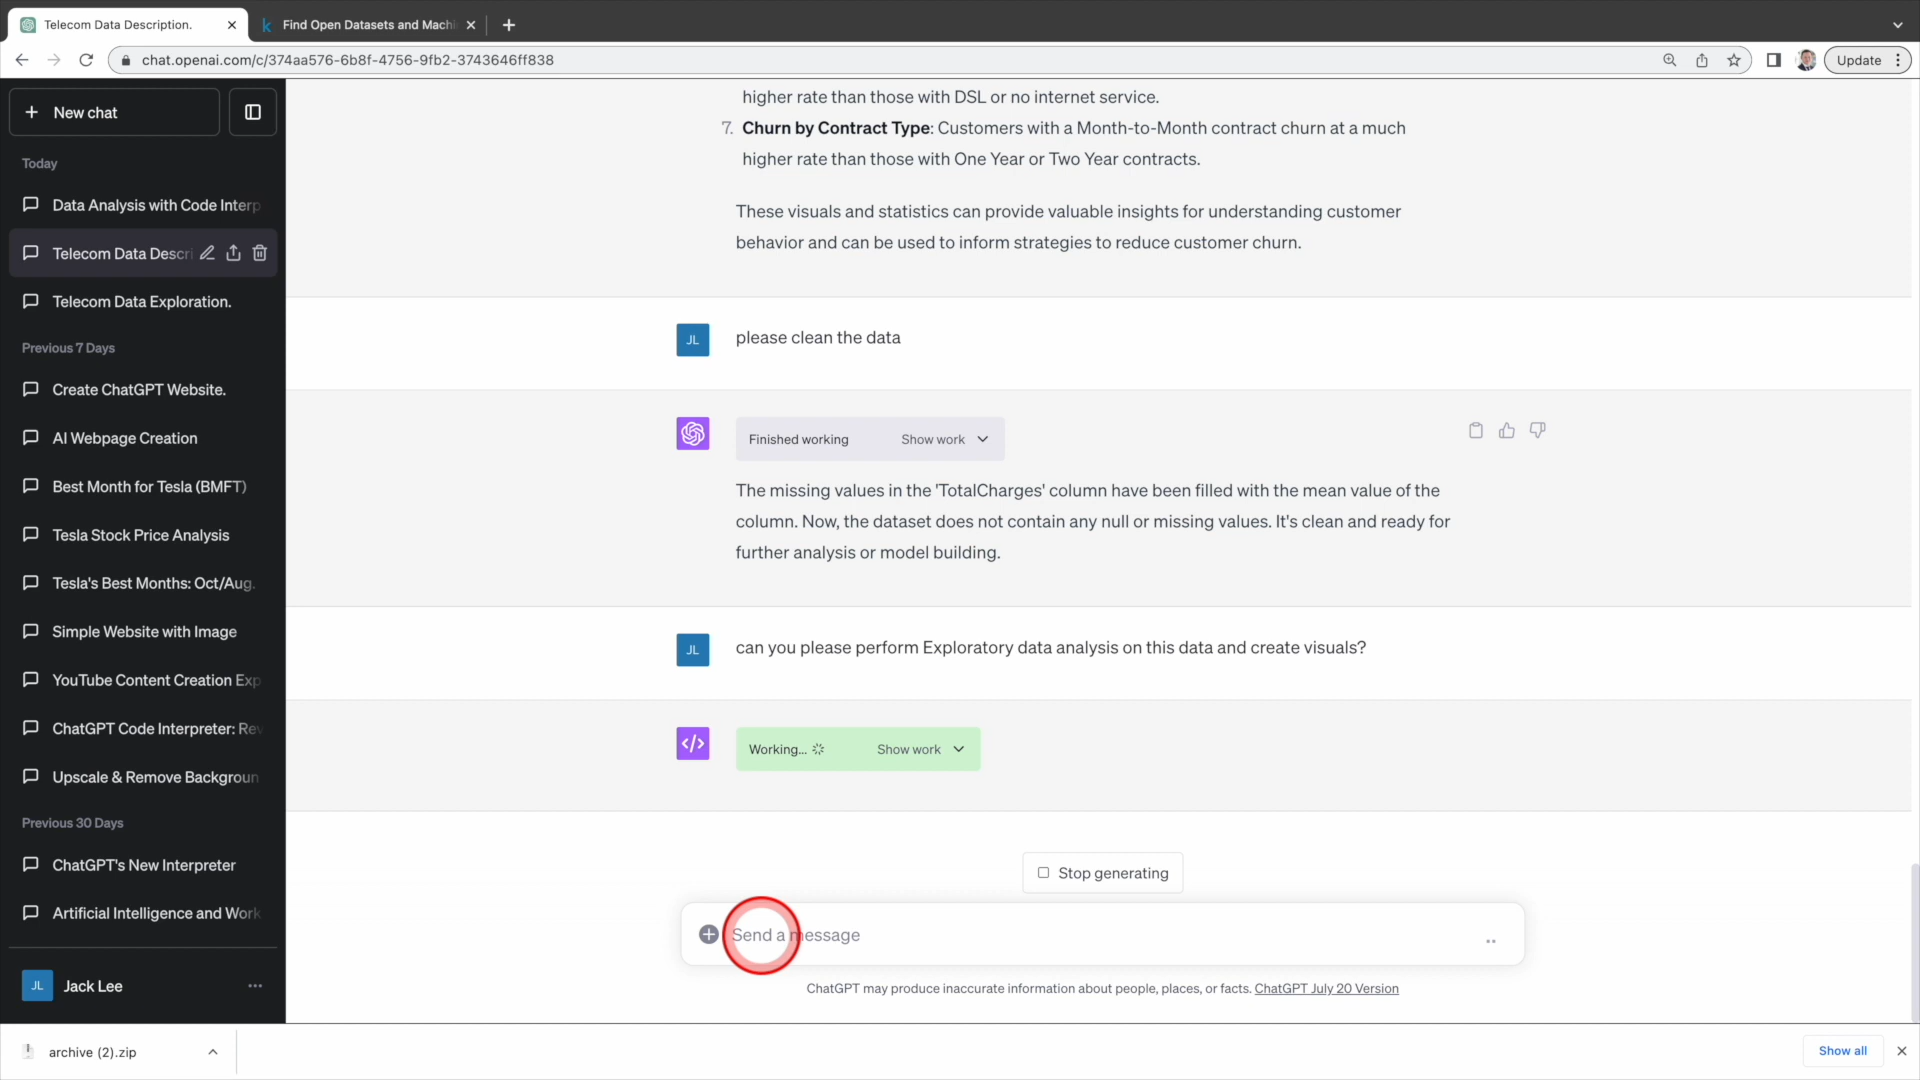 Telecom Data Description.
Find Open Datasets and Machi
chat.openai.com/c/374aa576-6b8f-4756-9fb2-3743646ff838
Update
New chat
Today
Data Analysis with Code Interp
Telecom Data Descri
Telecom Data Exploration.
Previous 7 Days
Create ChatGPT Website.
AI Webpage Creation
Best Month for Tesla (BMFT)
Tesla Stock Price Analysis
Tesla's Best Months: Oct/Aug.
Simple Website with Image
YouTube Content Creation Exp
ChatGPT Code Interpreter: Rev
Upscale & Remove Backgroun
Previous 30 Days
ChatGPT's New Interpreter
Artificial Intelligence and Work
JL
Jack Lee
higher rate than those with DSL or no internet service.
7. Churn by Contract Type: Customers with a Month-to-Month contract churn at a much
higher rate than those with One Year or Two Year contracts.
These visuals and statistics can provide valuable insights for understanding customer
behavior and can be used to inform strategies to reduce customer churn.
JL
please clean the data
Finished working Show work
The missing values in the 'TotalCharges' column have been filled with the mean value of the
column. Now, the dataset does not contain any null or missing values. It's clean and ready for
further analysis or model building.
JL
can you please perform Exploratory data analysis on this data and create visuals?
Working... Show work
Stop generating
Send a message
ChatGPT may produce inaccurate information about people, places, or facts. ChatGPT July 20 Version
archive (2).zip
Show all